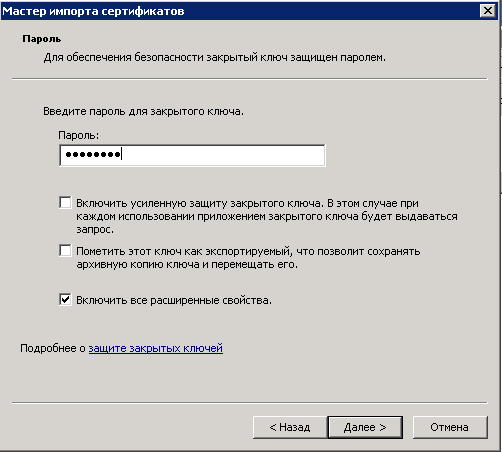 Мастер импорта сертификатов
Пароль
Для обеспечения безопасности закрытый ключ защищен паролем.
Введите пароль для закрытого ключа.
Пароль:
••••••••
Включить усиленную защиту закрытого ключа. В этом случае при
каждом использовании приложением закрытого ключа будет выдаваться
запрос.
Пометить этот ключ как экспортируемый, что позволит сохранять
архивную копию ключа и перемещать его.
Включить все расширенные свойства.
Подробнее о защите закрытых ключей
< Назад
Далее >
Отмена